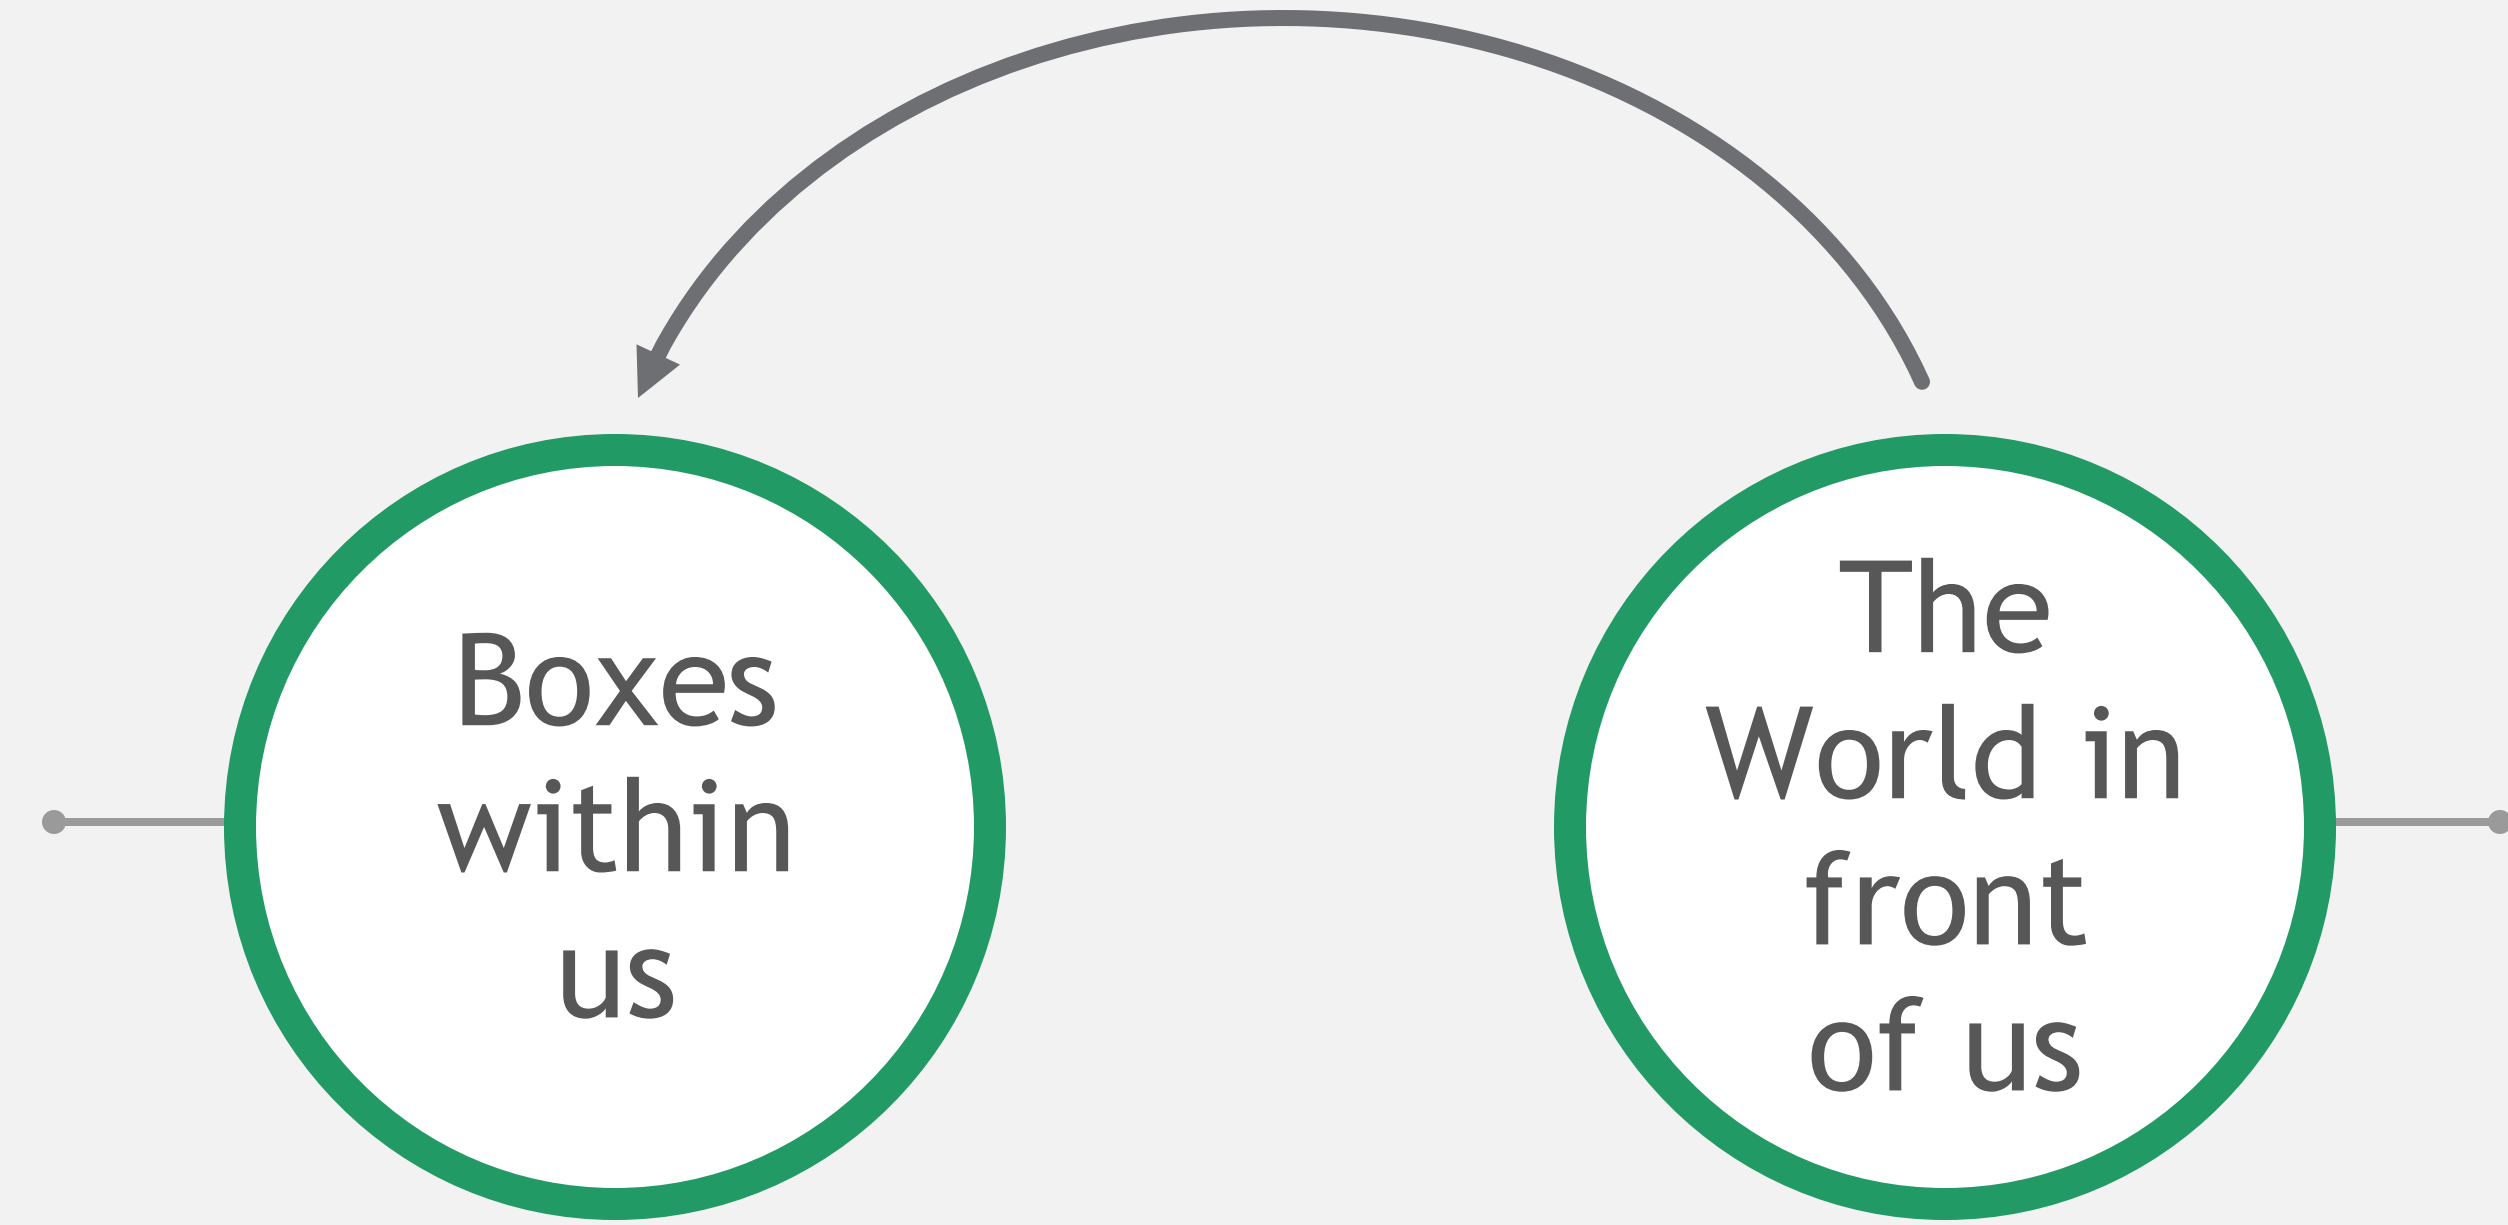 Boxes
within
us
The
World in
front
of us